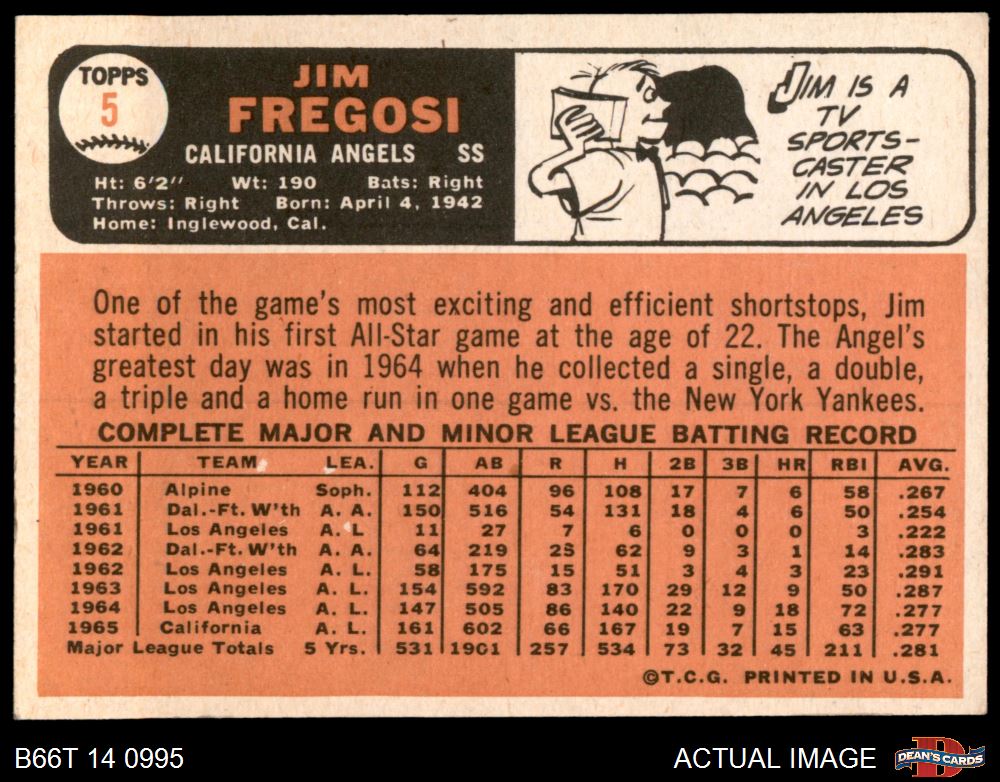 TOPPS
5
JIM
FREGOSI
CALIFORNIA ANGELS SS
Ht: 6'2" Wt: 190 Bats: Right
Throws: Right Born: April 4, 1942
Home: Inglewood, Cal.
JIM IS A
TV
SPORTS-
CASTER
IN LOS
ANGELES
One of the game's most exciting and efficient shortstops, Jim
started in his first All-Star game at the age of 22. The Angel's
greatest day was in 1964 when he collected a single, a double,
a triple and a home run in one game vs. the New York Yankees.
COMPLETE MAJOR AND MINOR LEAGUE BATTING RECORD
YEAR TEAM LEA. G AB R H 2B 3B HR RBI AVG.
1960 Alpine Soph. 112 404 96 108 17 7 6 58 .267
1961 Dal.-Ft. W'th A. A. 150 516 54 131 18 4 6 50 .254
1961 Los Angeles A. L 11 27 7 6 0 0 0 3 .222
1962 Dal.-Ft. W'th A. A. 64 219 25 62 9 3 1 14 .283
1962 Los Angeles A. L. 58 175 15 51 3 4 3 23 .291
1963 Los Angeles A. L. 154 592 83 170 29 12 9 50 .287
1964 Los Angeles A. L. 147 505 86 140 22 9 18 72 .277
1965 California A. L. 161 602 66 167 19 7 15 63 .277
Major League Totals 5 Yrs. 531 1901 257 534 73 32 45 211 .281
©T.C.G. PRINTED IN U.S.A.
B66T 14 0995
ACTUAL IMAGE
D
DEAN'S CARDS